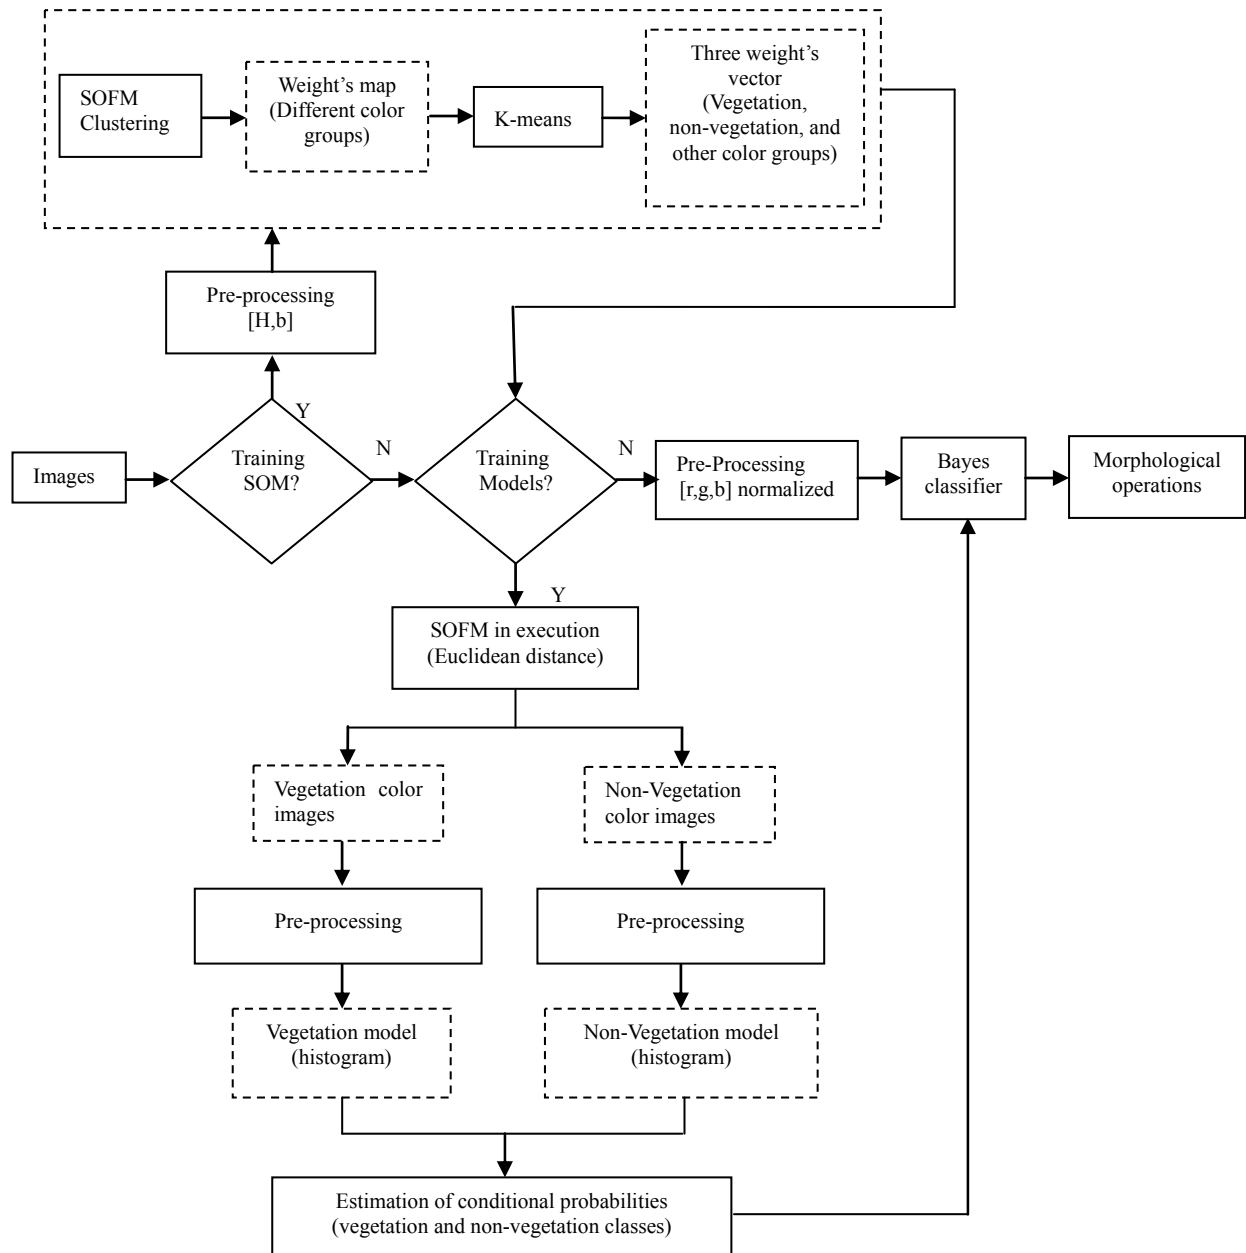 SOFM
Clustering
Weight's map
(Different color
groups)
K-means
Three weight's
vector
(Vegetation,
non-vegetation, and
other color groups)
Pre-processing
[H,b]
Y
Images
Training
SOM?
N
Training
Models?
N
Pre-Processing
[r,g,b] normalized
Bayes
classifier
Morphological
operations
Y
SOFM in execution
(Euclidean distance)
Vegetation color
images
Non-Vegetation
color images
Pre-processing
Pre-processing
Vegetation model
(histogram)
Non-Vegetation model
(histogram)
Estimation of conditional probabilities
(vegetation and non-vegetation classes)